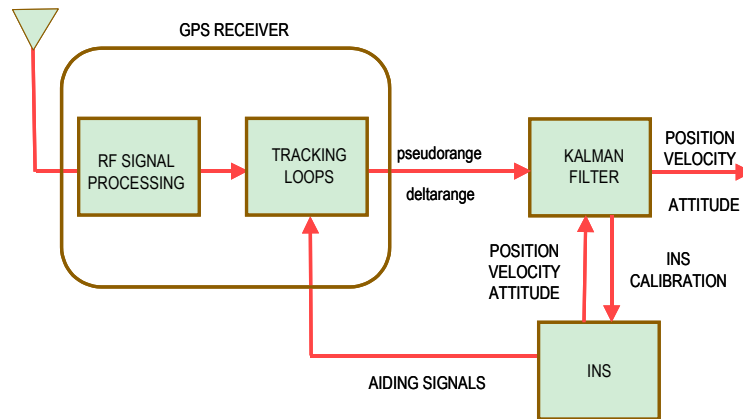 GPS RECEIVER
RF SIGNAL
PROCESSING
TRACKING
LOOPS
pseudorange
deltarange
KALMAN
FILTER
POSITION
VELOCITY
ATTITUDE
POSITION
VELOCITY
ATTITUDE
INS
CALIBRATION
AIDING SIGNALS
INS